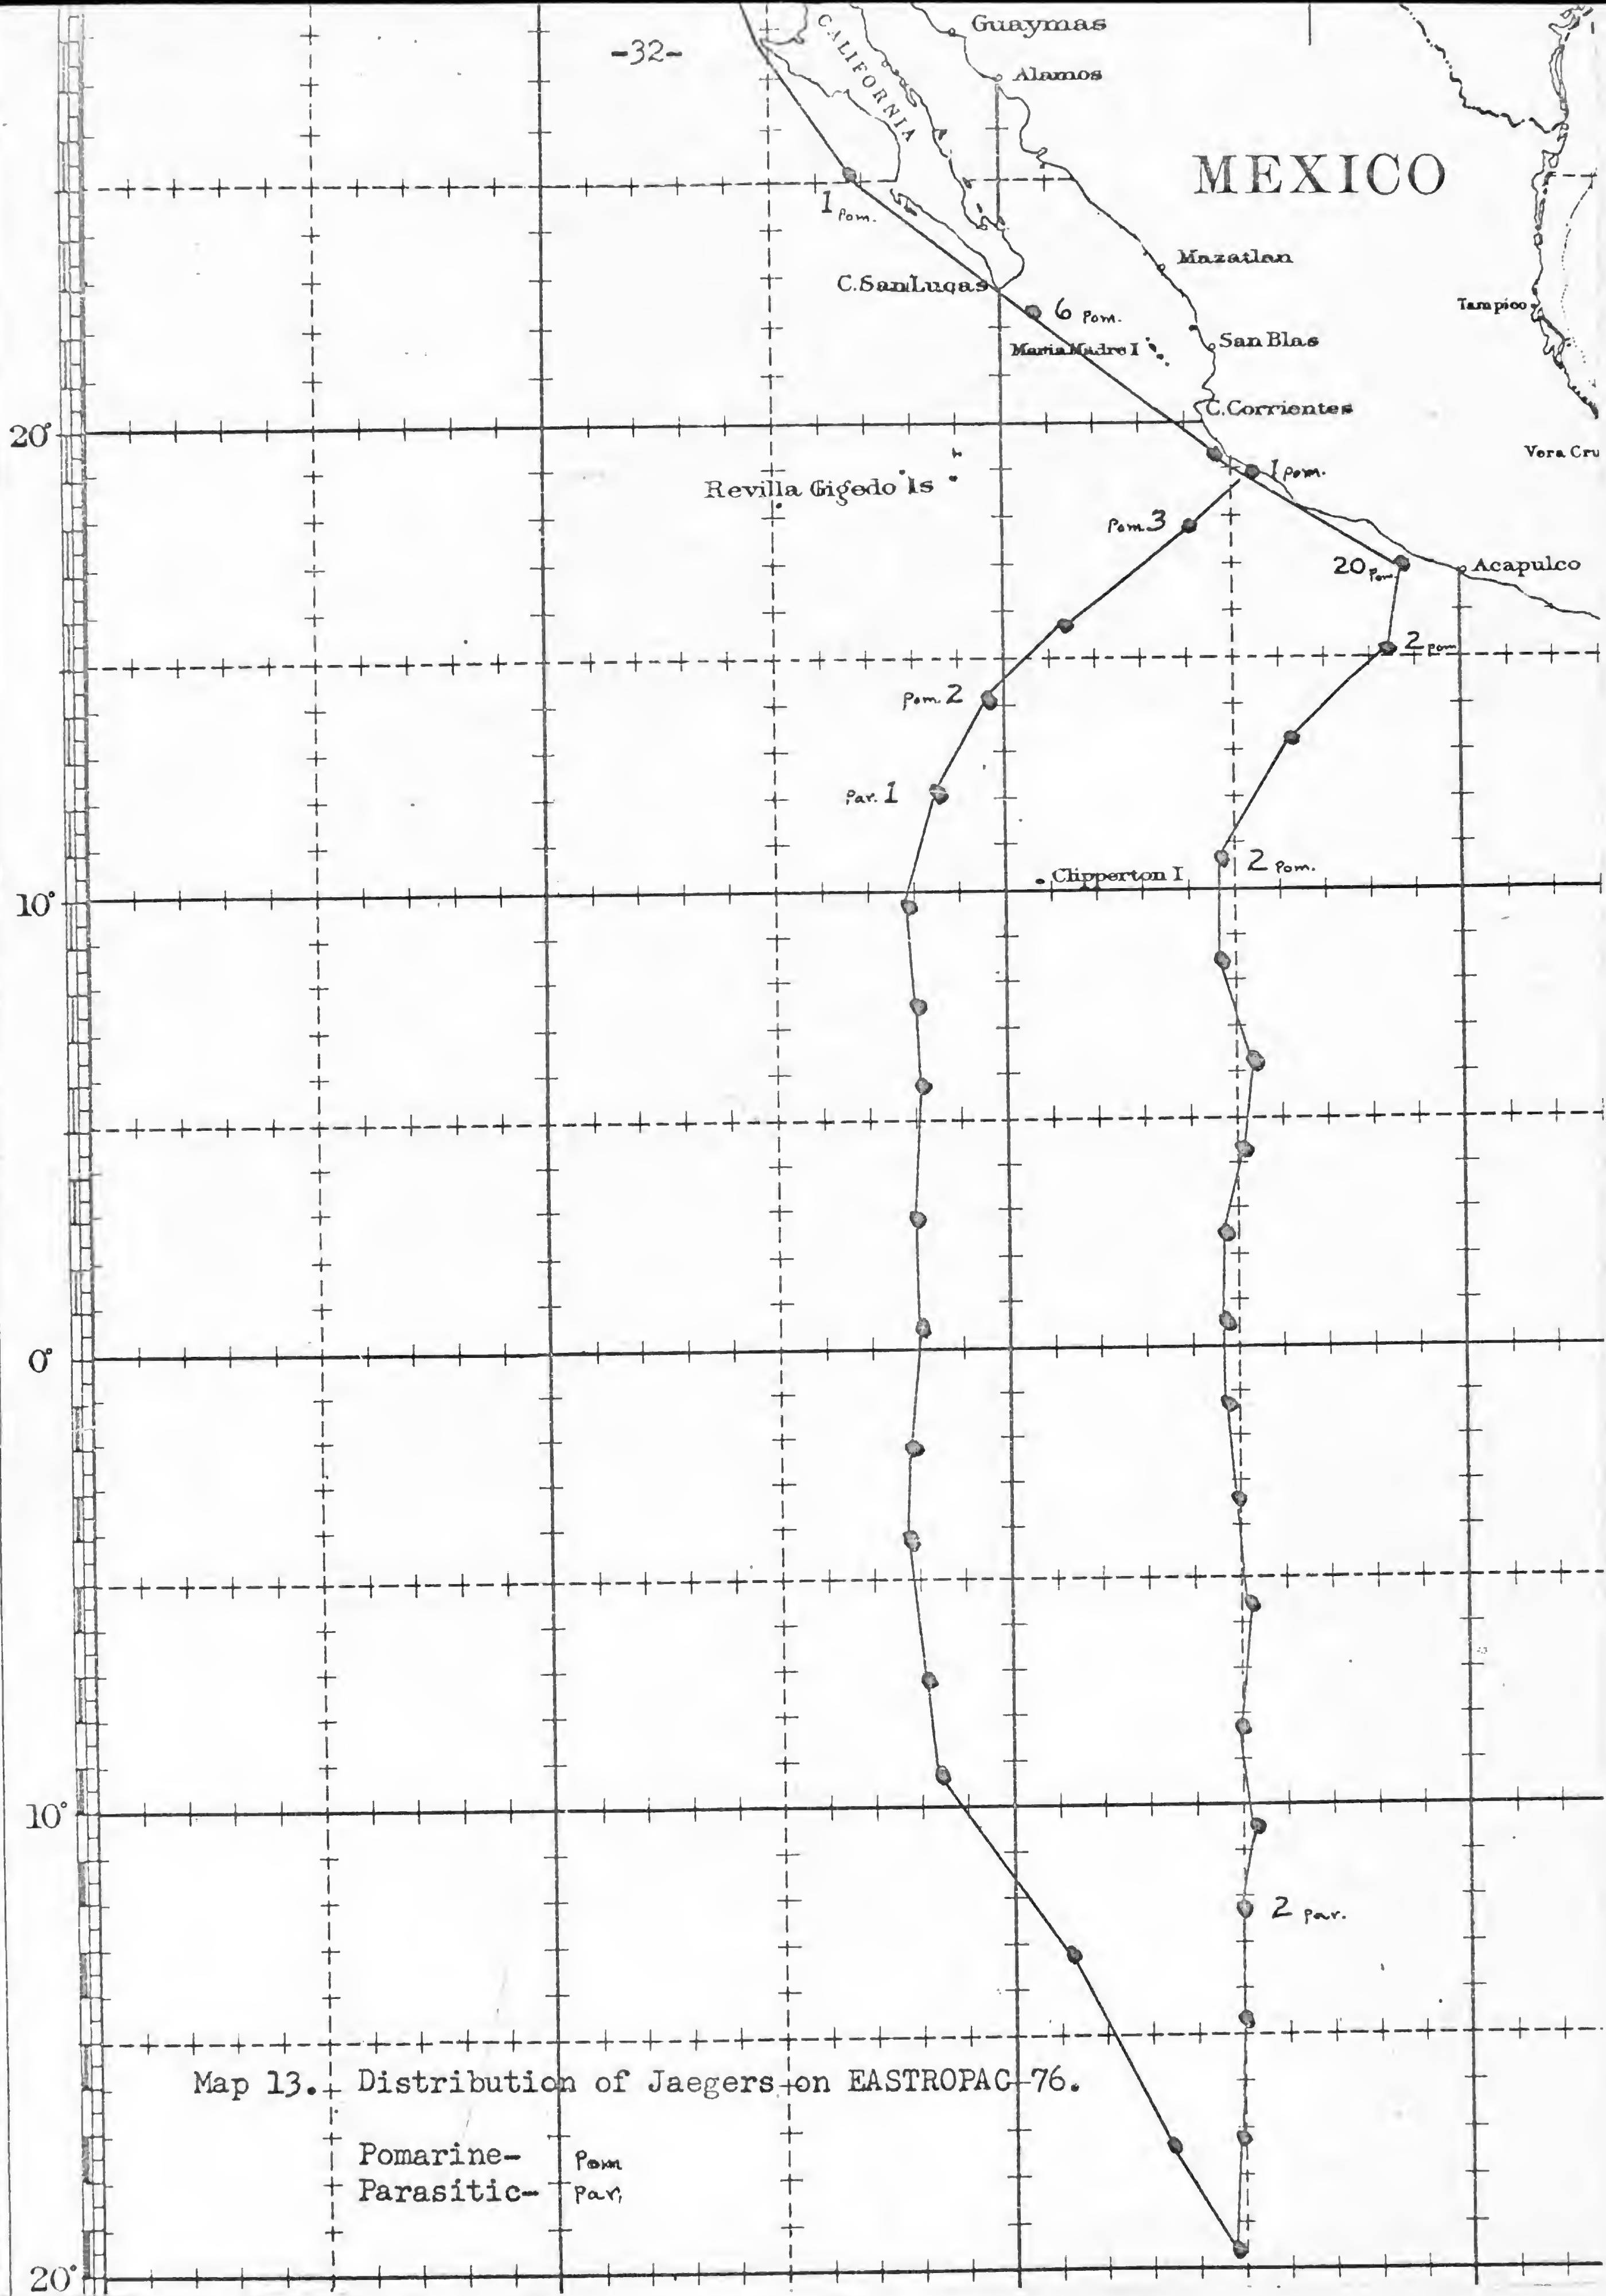 -32-
Guaymas
Alamos
CALIFORNIA
MEXICO
1 Pom.
Mazatlan
C. San Lucas
6 Pom.
Tampico
Maria Madre I
San Blas
C. Corrientes
20°
Vera Cru
1 Pom.
Revilla Gigedo Is
Pom. 3
20 Pom.
Acapulco
2 Pom
Pom. 2
Par. 1
2 Pom.
Clipperton I
10°
0°
10°
2 Par.
Map 13. Distribution of Jaegers on EASTROPAC 76.
Pomarine- Pom
Parasitic- Par.
20°